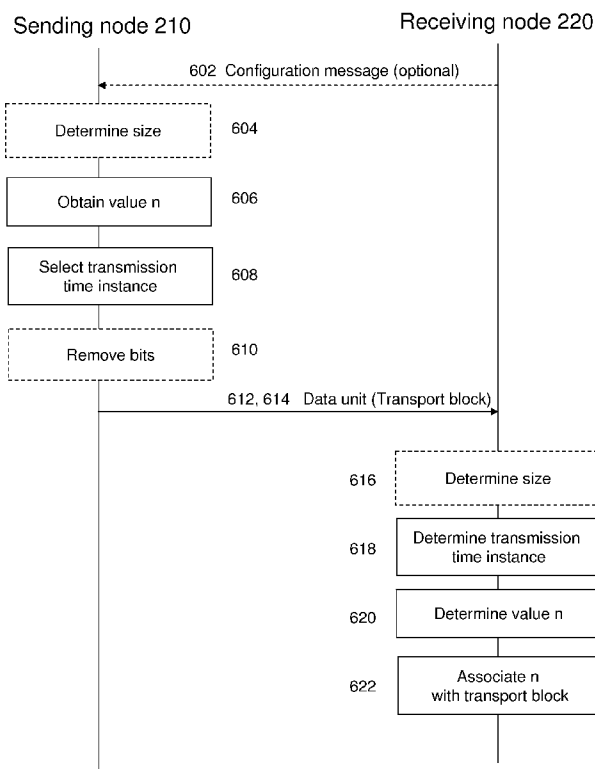 Sending node 210
Receiving node 220
602 Configuration message (optional)
Determine size
604
Obtain value n
606
Select transmission
time instance
608
Remove bits
610
612, 614 Data unit (Transport block)
616
Determine size
618
Determine transmission
time instance
620
Determine value n
622
Associate n
with transport block